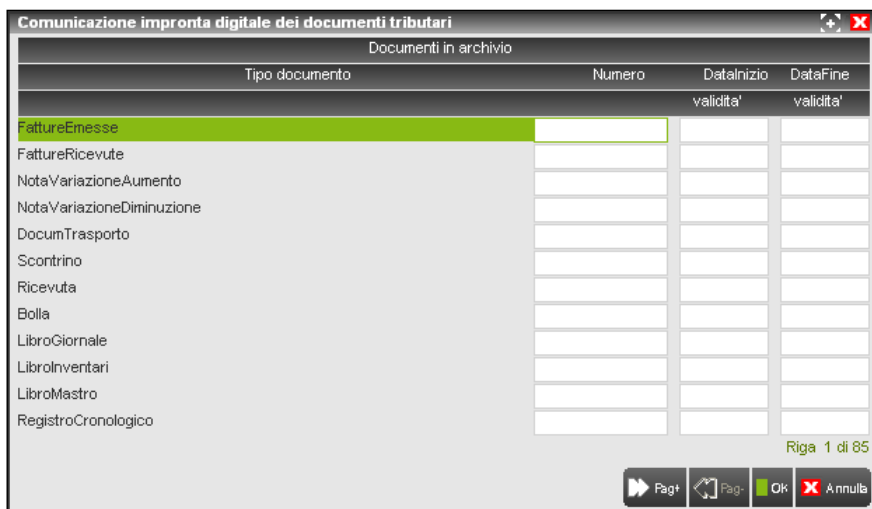 Comunicazione impronta digitale dei documenti tributari
Documenti in archivio
Tipo documento Numero DataInizio DataFine
validita' validita'
FattureEmesse
FattureRicevute
NotaVariazioneAumento
NotaVariazioneDiminuzione
DocumTrasporto
Scontrino
Ricevuta
Bolla
LibroGiornale
LibroInventari
LibroMastro
RegistroCronologico
Riga 1 di 85
Pag+ Pag- OK Annulla